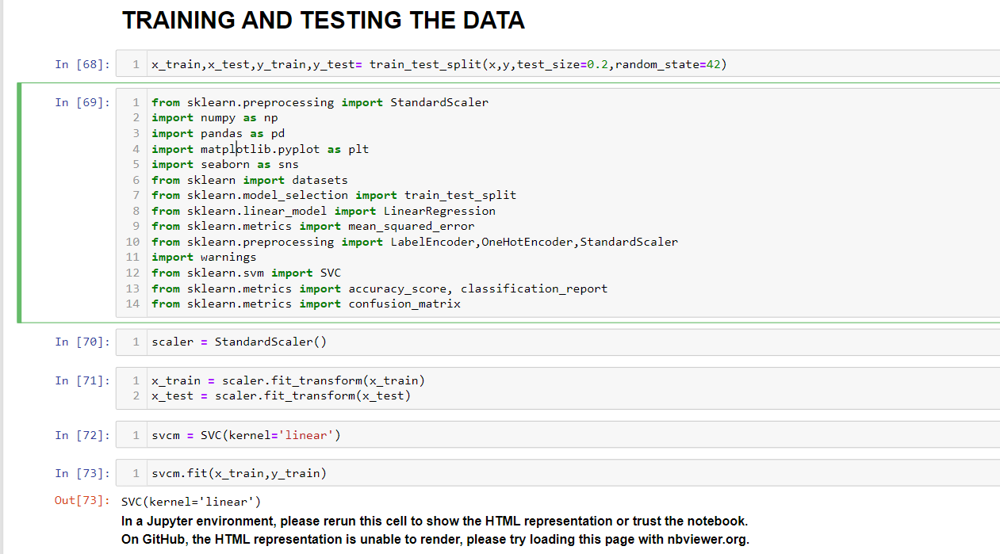 TRAINING AND TESTING THE DATA
In [68]: 1 x_train,x_test,y_train,y_test= train_test_split(x,y,test_size=0.2,random_state=42)
In [69]: 1 from sklearn.preprocessing import StandardScaler
2 import numpy as np
3 import pandas as pd
4 import matplotlib.pyplot as plt
5 import seaborn as sns
6 from sklearn import datasets
7 from sklearn.model_selection import train_test_split
8 from sklearn.linear_model import LinearRegression
9 from sklearn.metrics import mean_squared_error
10 from sklearn.preprocessing import LabelEncoder,OneHotEncoder,StandardScaler
11 import warnings
12 from sklearn.svm import SVC
13 from sklearn.metrics import accuracy_score, classification_report
14 from sklearn.metrics import confusion_matrix
In [70]: 1 scaler = StandardScaler()
In [71]: 1 x_train = scaler.fit_transform(x_train)
2 x_test = scaler.fit_transform(x_test)
In [72]: 1 svcm = SVC(kernel='linear')
In [73]: 1 svcm.fit(x_train,y_train)
Out[73]: SVC(kernel='linear')
In a Jupyter environment, please rerun this cell to show the HTML representation or trust the notebook.
On GitHub, the HTML representation is unable to render, please try loading this page with nbviewer.org.